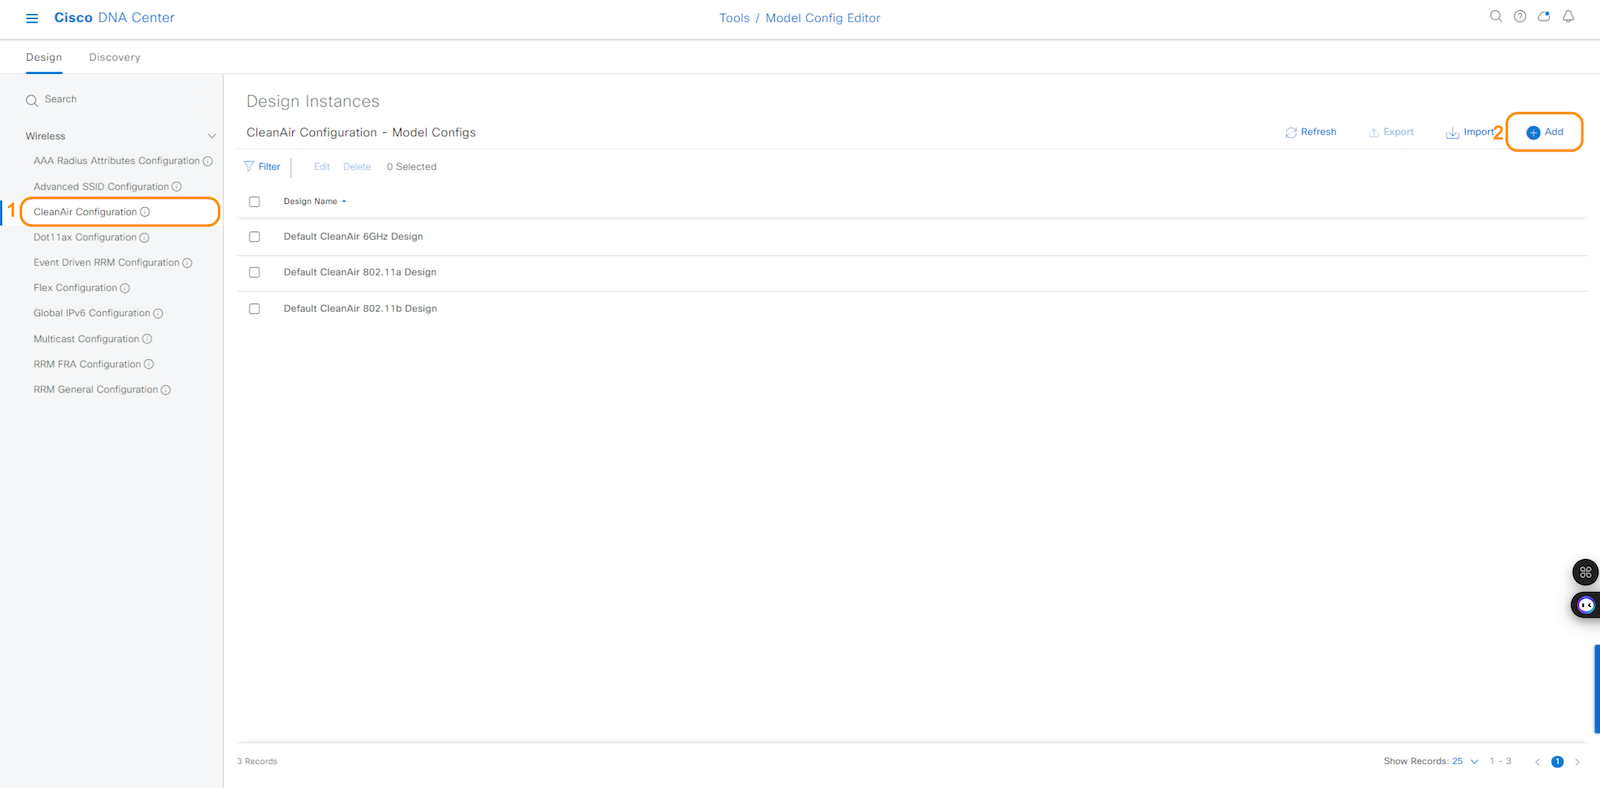 Cisco DNA Center
Tools / Model Config Editor
Design Discovery
Search
Wireless
AAA Radius Attributes Configuration
Advanced SSID Configuration
1 CleanAir Configuration
Dot11ax Configuration
Event Driven RRM Configuration
Flex Configuration
Global IPv6 Configuration
Multicast Configuration
RRM FRA Configuration
RRM General Configuration
Design Instances
CleanAir Configuration - Model Configs
Refresh Export Import 2 Add
Filter Edit Delete 0 Selected
Design Name
Default CleanAir 6GHz Design
Default CleanAir 802.11a Design
Default CleanAir 802.11b Design
3 Records
Show Records: 25 1 - 3 1